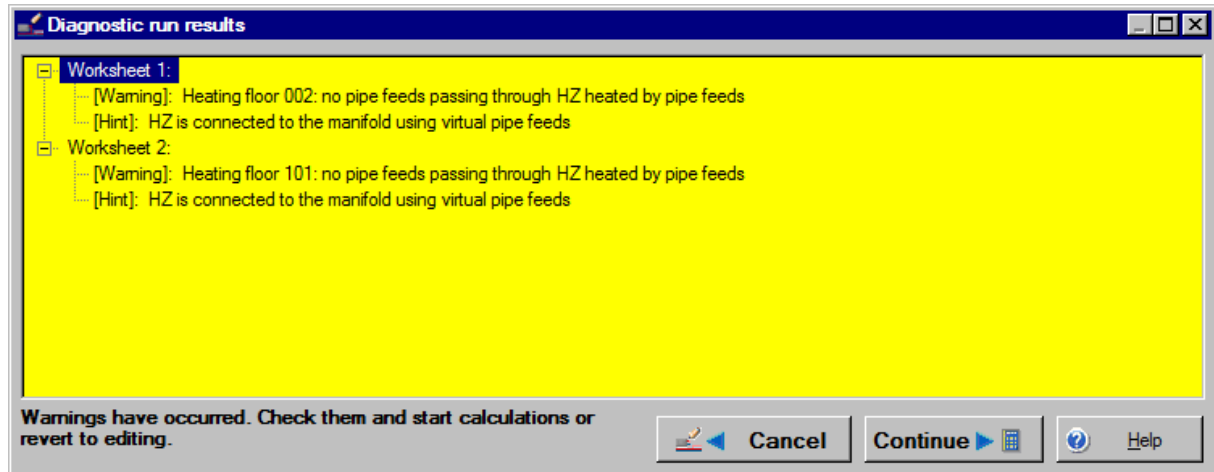 Diagnostic run results
Worksheet 1:
[Warning]: Heating floor 002: no pipe feeds passing through HZ heated by pipe feeds
[Hint]: HZ is connected to the manifold using virtual pipe feeds
Worksheet 2:
[Warning]: Heating floor 101: no pipe feeds passing through HZ heated by pipe feeds
[Hint]: HZ is connected to the manifold using virtual pipe feeds
Warnings have occurred. Check them and start calculations or
revert to editing.
Cancel
Continue
Help